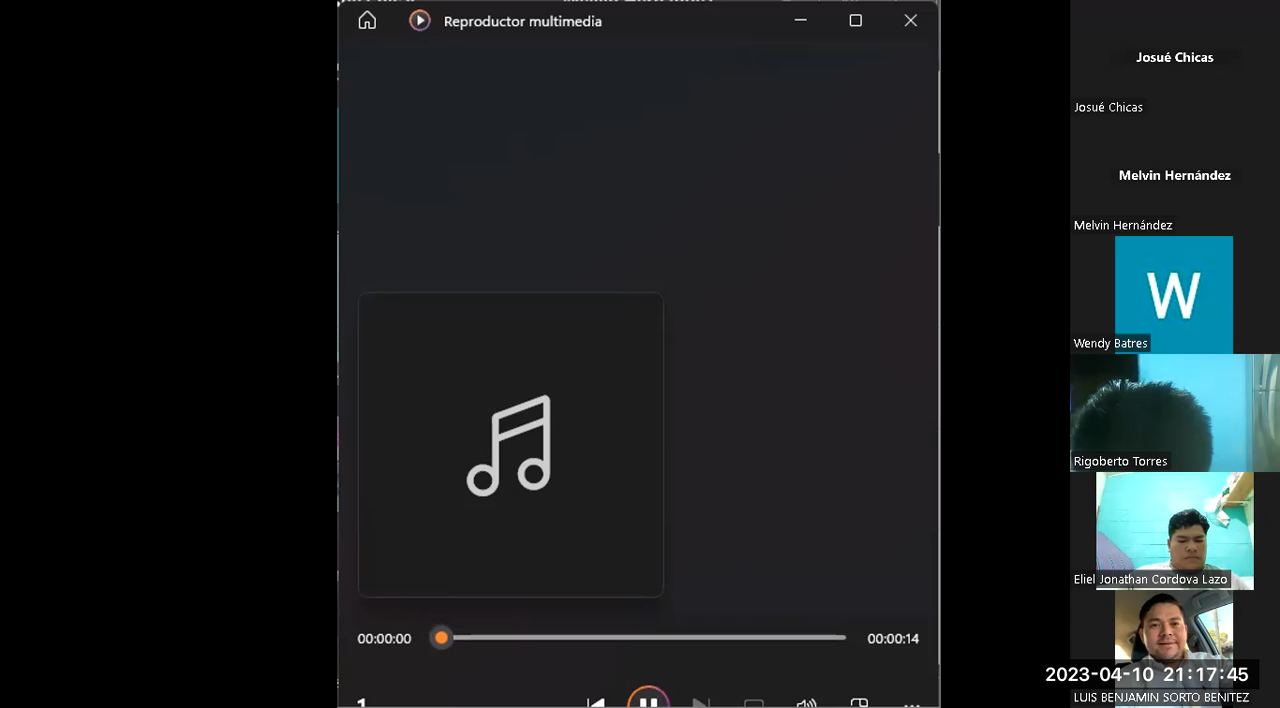 Reproductor multimedia
00:00:00
00:00:14
Josué Chicas
Josué Chicas
Melvin Hernández
Melvin Hernández
W
Wendy Batres
Rigoberto Torres
Eliel Jonathan Cordova Lazo
2023-04-10 21:17:45
LUIS BENJAMIN SORTO BENITEZ